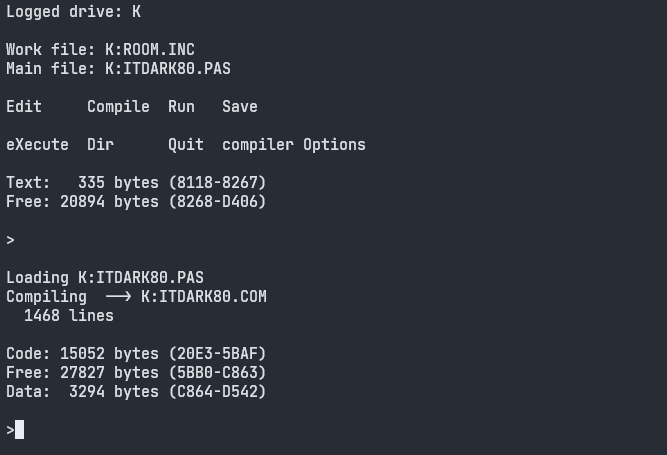 Logged drive: K
Work file: K:ROOM.INC
Main file: K:ITDARK80.PAS
Edit     Compile  Run   Save
eXecute  Dir      Quit  compiler Options
Text:   335 bytes (8118-8267)
Free: 20894 bytes (8268-D406)
>
Loading K:ITDARK80.PAS
Compiling  --> K:ITDARK80.COM
  1468 lines
Code: 15052 bytes (20E3-5BAF)
Free: 27827 bytes (5BB0-C863)
Data:  3294 bytes (C864-D542)
>